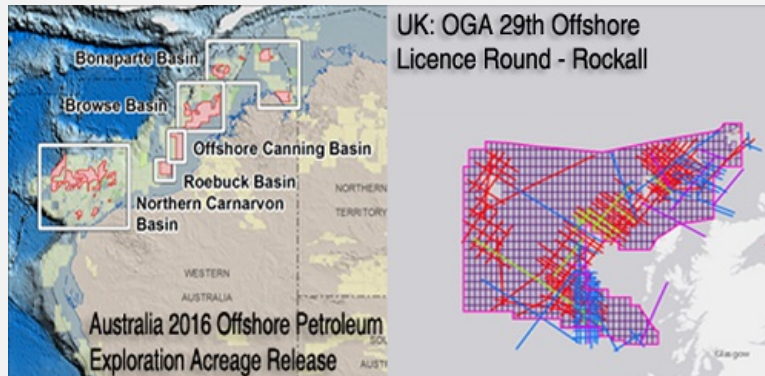 Bonaparte Basin
Browse Basin
Offshore Canning Basin
Roebuck Basin
Northern Carnarvon
Basin
NORTHERN
TERRITORY
WESTERN
AUSTRALIA
AUST
Australia 2016 Offshore Petroleum
Exploration Acreage Release
UK: OGA 29th Offshore
Licence Round - Rockall
Glasgow